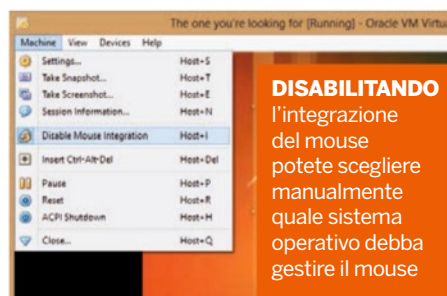 The one you're looking for [Running] - Oracle VM Virtu
Machine View Devices Help
Settings... Host+S
Take Snapshot... Host+T
Take Screenshot... Host+E
Session Information... Host+N
Disable Mouse Integration Host+I
Insert Ctrl-Alt-Del Host+Del
Pause Host+P
Reset Host+R
ACPI Shutdown Host+H
Close... Host+Q
DISABILITANDO
l'integrazione
del mouse
potete scegliere
manualmente
quale sistema
operativo debba
gestire il mouse